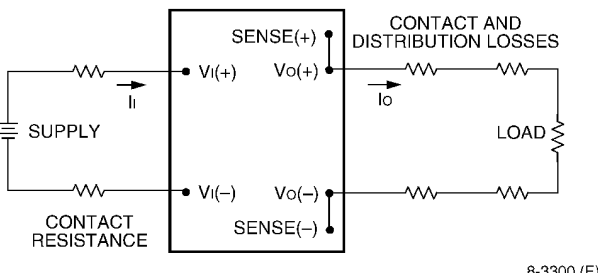 CONTACT AND
DISTRIBUTION LOSSES
SENSE(+)
VI(+)
VO(+)
II
IO
SUPPLY
LOAD
VI(–)
VO(–)
CONTACT
RESISTANCE
SENSE(–)
8-3300 (F)